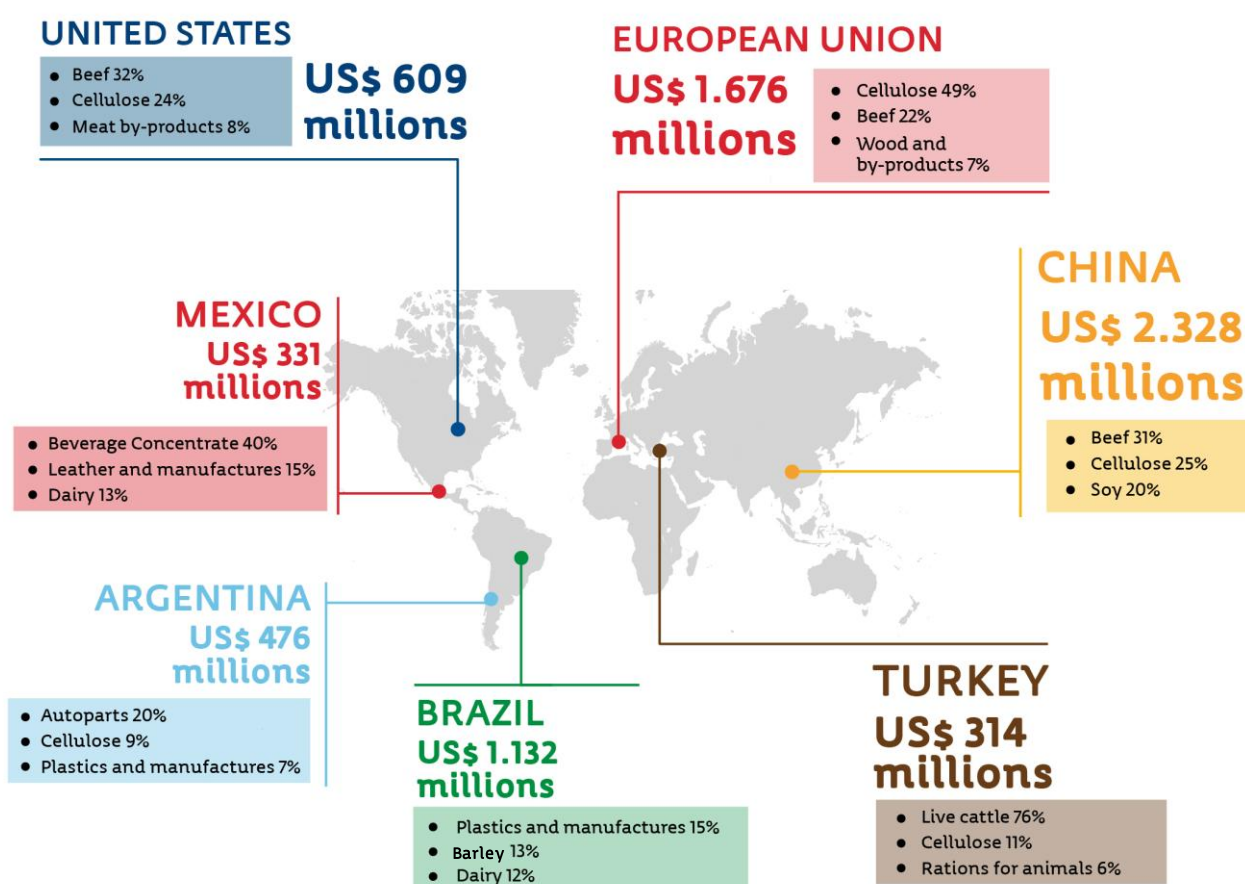 UNITED STATES
● Beef 32%
● Cellulose 24%
● Meat by-products 8%
US$ 609
millions
EUROPEAN UNION
US$ 1.676
millions
● Cellulose 49%
● Beef 22%
● Wood and
by-products 7%
CHINA
US$ 2.328
millions
● Beef 31%
● Cellulose 25%
● Soy 20%
MEXICO
US$ 331
millions
● Beverage Concentrate 40%
● Leather and manufactures 15%
● Dairy 13%
ARGENTINA
US$ 476
millions
● Autoparts 20%
● Cellulose 9%
● Plastics and manufactures 7%
BRAZIL
US$ 1.132
millions
● Plastics and manufactures 15%
● Barley 13%
● Dairy 12%
TURKEY
US$ 314
millions
● Live cattle 76%
● Cellulose 11%
● Rations for animals 6%